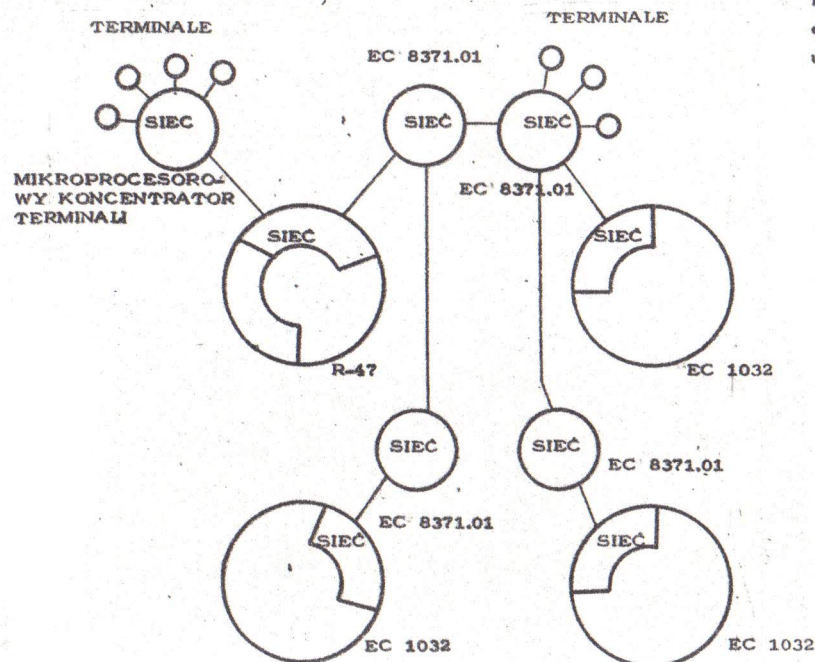 TERMINALE
TERMINALE
EC 8371.01
SIEĆ
SIEĆ
SIEĆ
EC 8371.01
MIKROPROCESORO-
WY KONCENTRATOR
TERMINALI
SIEĆ
SIEĆ
R-47
EC 1032
SIEĆ
SIEĆ
EC 8371.01
EC 8371.01
SIEĆ
SIEĆ
EC 1032
EC 1032